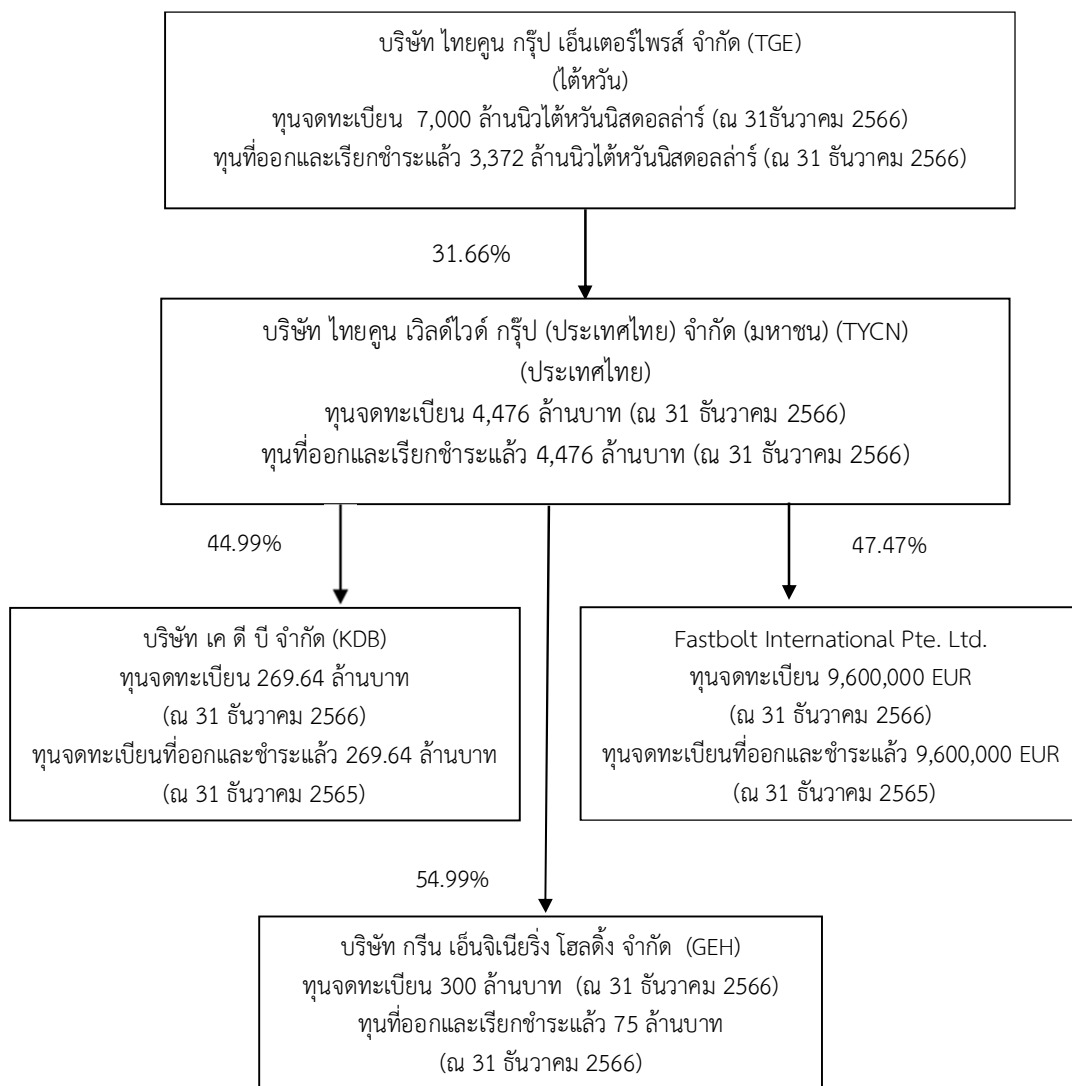 บริษัท ไทยคูน กรุ๊ป เอ็นเตอร์ไพรส์ จำกัด (TGE)
(ไต้หวัน)
ทุนจดทะเบียน 7,000 ล้านนิวไต้หวันนิสดอลล่าร์ (ณ 31ธันวาคม 2566)
ทุนที่ออกและเรียกชำระแล้ว 3,372 ล้านนิวไต้หวันนิสดอลล่าร์ (ณ 31 ธันวาคม 2566)
31.66%
บริษัท ไทยคูน เวิลด์ไวด์ กรุ๊ป (ประเทศไทย) จำกัด (มหาชน) (TYCN)
(ประเทศไทย)
ทุนจดทะเบียน 4,476 ล้านบาท (ณ 31 ธันวาคม 2566)
ทุนที่ออกและเรียกชำระแล้ว 4,476 ล้านบาท (ณ 31 ธันวาคม 2566)
44.99%
47.47%
บริษัท เค ดี บี จำกัด (KDB)
ทุนจดทะเบียน 269.64 ล้านบาท
(ณ 31 ธันวาคม 2566)
ทุนจดทะเบียนที่ออกและชำระแล้ว 269.64 ล้านบาท
(ณ 31 ธันวาคม 2565)
Fastbolt International Pte. Ltd.
ทุนจดทะเบียน 9,600,000 EUR
(ณ 31 ธันวาคม 2566)
ทุนจดทะเบียนที่ออกและชำระแล้ว 9,600,000 EUR
(ณ 31 ธันวาคม 2565)
54.99%
บริษัท กรีน เอ็นจิเนียริ่ง โฮลดิ้ง จำกัด (GEH)
ทุนจดทะเบียน 300 ล้านบาท (ณ 31 ธันวาคม 2566)
ทุนที่ออกและเรียกชำระแล้ว 75 ล้านบาท
(ณ 31 ธันวาคม 2566)